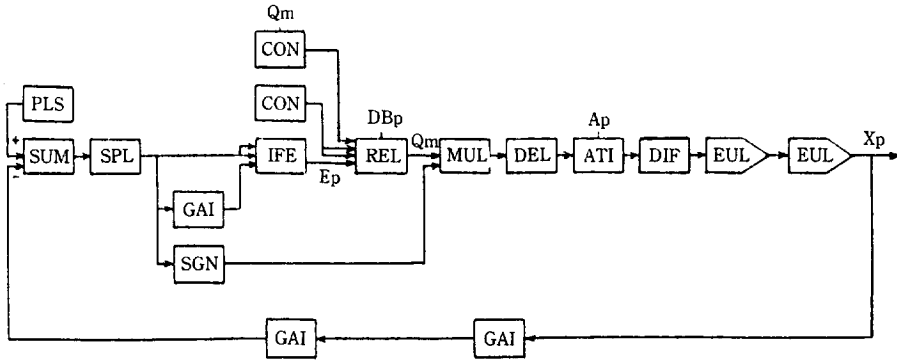 Qm
CON
PLS
CON
DBp
Ap
Xp
+
SUM
SPL
IFE
REL
Qm
MUL
DEL
ATI
DIF
EUL
EUL
−
Ep
GAI
SGN
GAI
GAI